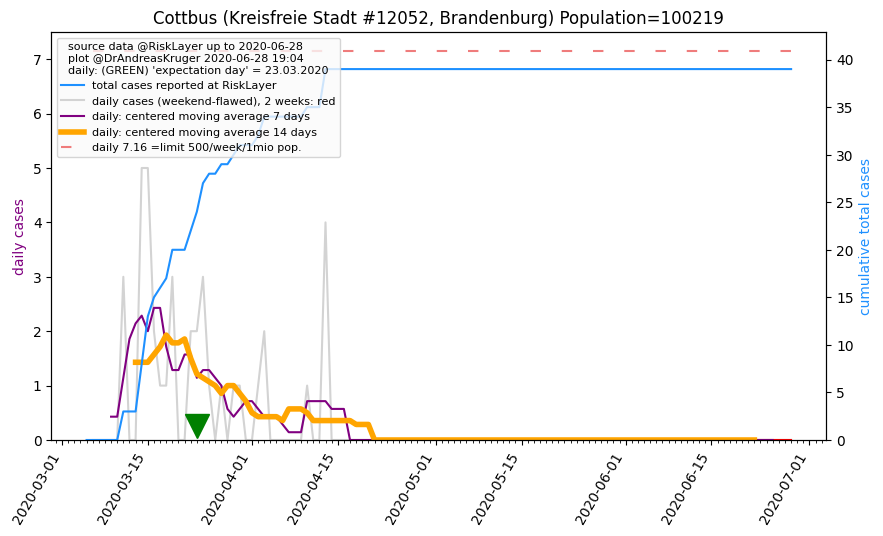 Cottbus (Kreisfreie Stadt #12052, Brandenburg) Population=100219
source data @RiskLayer up to 2020-06-28
plot @DrAndreasKruger 2020-06-28 19:04
daily: (GREEN) 'expectation day' = 23.03.2020
total cases reported at RiskLayer
daily cases (weekend-flawed), 2 weeks: red
daily: centered moving average 7 days
daily: centered moving average 14 days
daily 7.16 =limit 500/week/1mio pop.
daily cases
7
6
5
4
3
2
1
0
cumulative total cases
40
35
30
25
20
15
10
5
0
2020-03-01
2020-03-15
2020-04-01
2020-04-15
2020-05-01
2020-05-15
2020-06-01
2020-06-15
2020-07-01